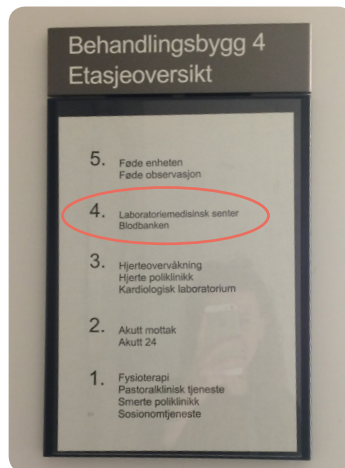 Behandlingsbygg 4
Etasjeoversikt
5. Føde enheten
Føde observasjon
4. Laboratoriemedisinsk senter
Blodbanken
3. Hjerteovervåkning
Hjerte poliklinikk
Kardiologisk laboratorium
2. Akutt mottak
Akutt 24
1. Fysioterapi
Pastoralklinisk tjeneste
Smerte poliklinikk
Sosionomtjeneste